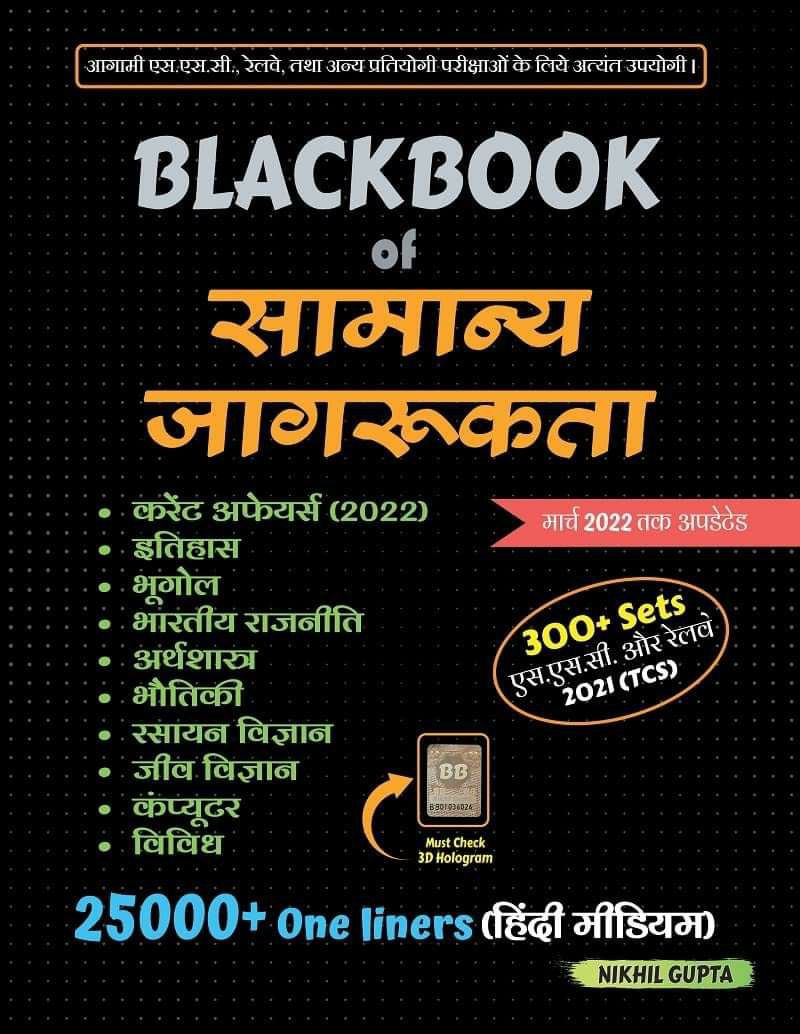 आगामी एस.एस.सी., रेलवे, तथा अन्य प्रतियोगी परीक्षाओं के लिये अत्यंत उपयोगी।
BLACKBOOK
of
सामान्य
जागरूकता
• करेंट अफेयर्स (2022)
• इतिहास
• भूगोल
• भारतीय राजनीति
• अर्थशास्त्र
• भौतिकी
• रसायन विज्ञान
• जीव विज्ञान
• कंप्यूटर
• विविध
मार्च 2022 तक अपडेटेड
300+ Sets
एस.एस.सी. और रेलवे
2021 (TCS)
BB
BB01036024
Must Check
3D Hologram
25000+ One liners (हिंदी मीडियम)
NIKHIL GUPTA